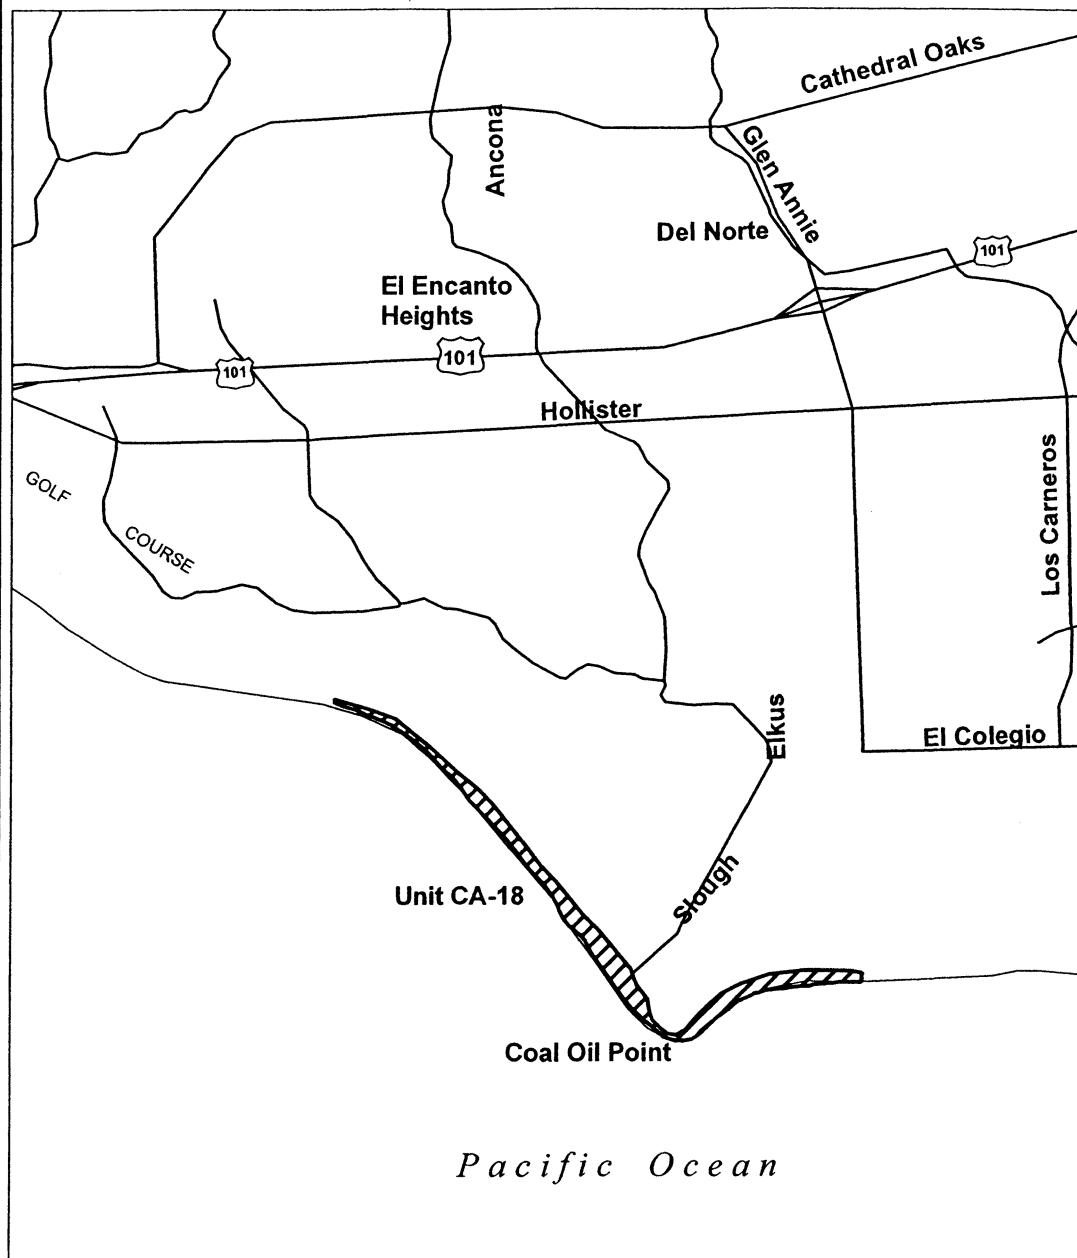 Cathedral Oaks
Ancona
Glen Annie
Del Norte
101
El Encanto
Heights
101
101
Hollister
GOLF
COURSE
Los Carneros
Elkus
El Colegio
Slough
Unit CA-18
Coal Oil Point
Pacific Ocean